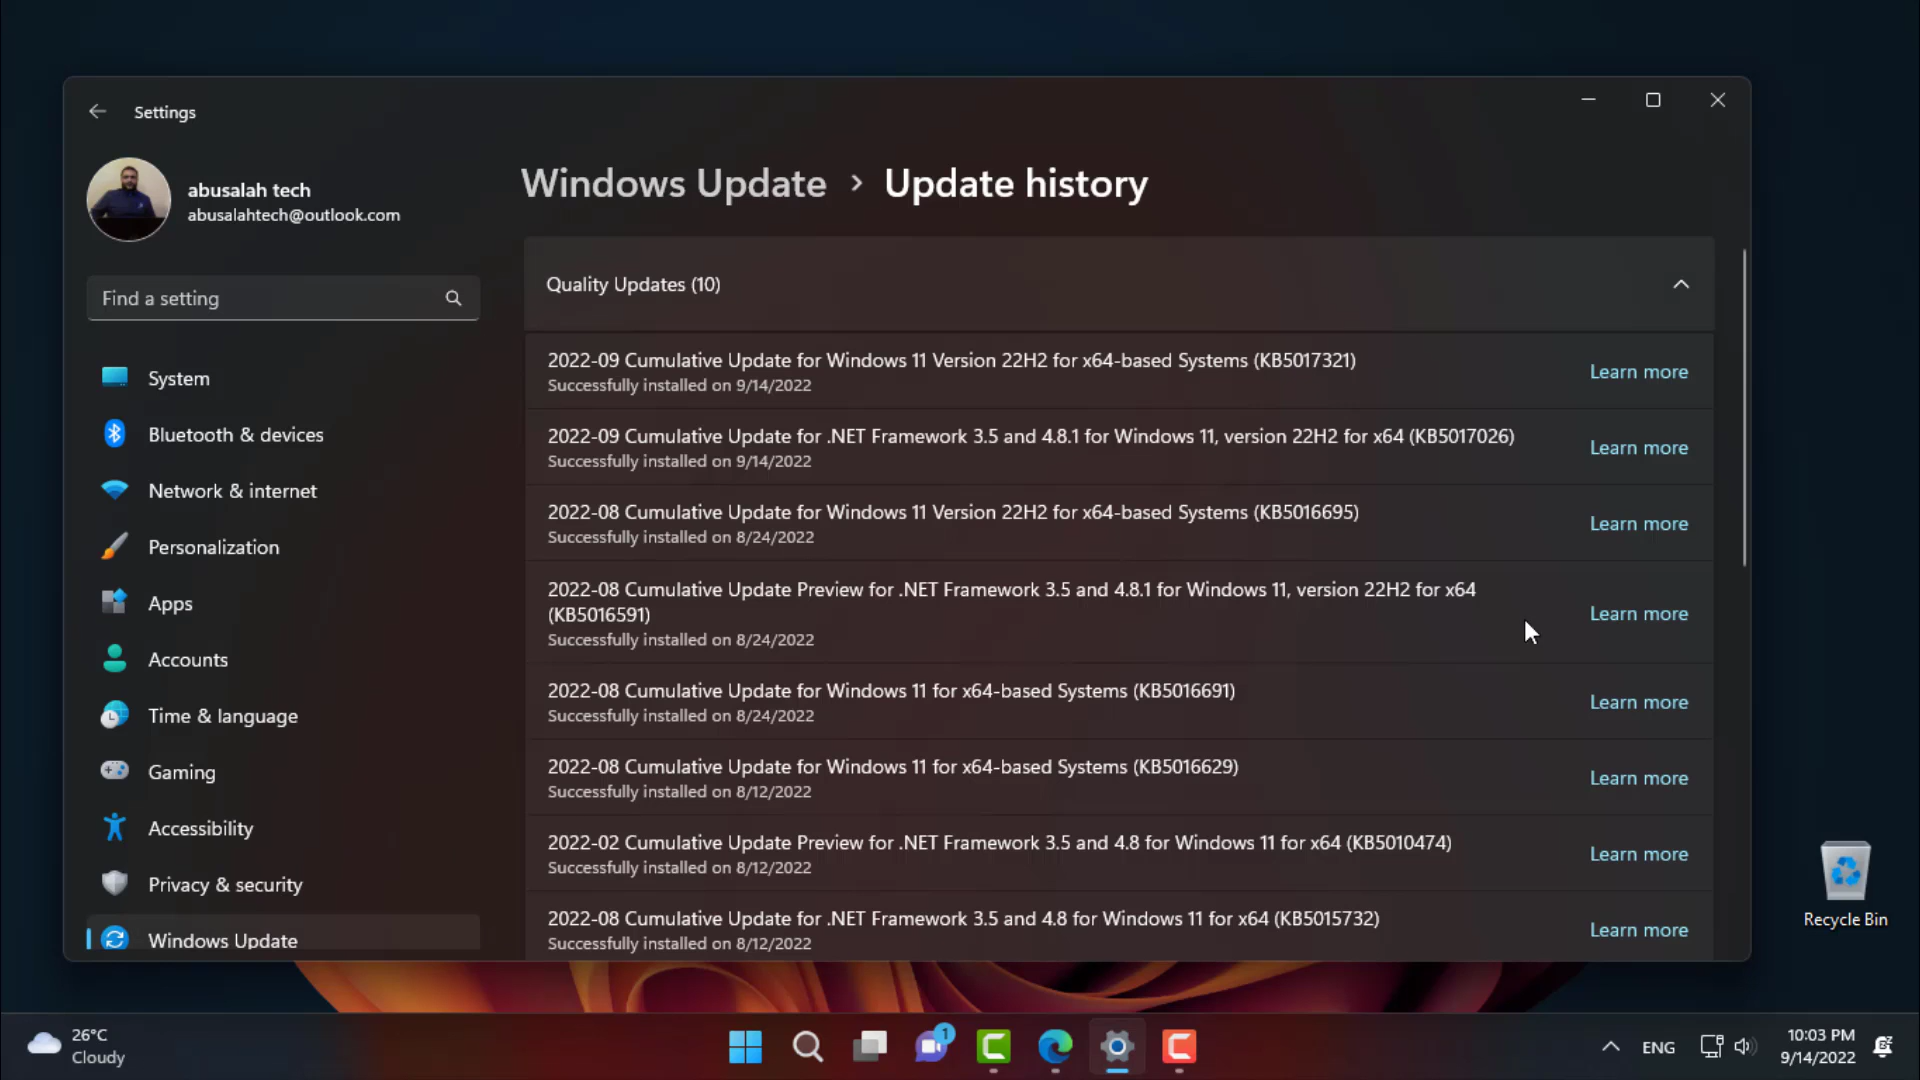 Settings
abusalah tech
abusalahtech@outlook.com
Find a setting
System
Bluetooth & devices
Network & internet
Personalization
Apps
Accounts
Time & language
Gaming
Accessibility
Privacy & security
Windows Update
Windows Update > Update history
Quality Updates (10)
2022-09 Cumulative Update for Windows 11 Version 22H2 for x64-based Systems (KB5017321)
Successfully installed on 9/14/2022
Learn more
2022-09 Cumulative Update for .NET Framework 3.5 and 4.8.1 for Windows 11, version 22H2 for x64 (KB5017026)
Successfully installed on 9/14/2022
Learn more
2022-08 Cumulative Update for Windows 11 Version 22H2 for x64-based Systems (KB5016695)
Successfully installed on 8/24/2022
Learn more
2022-08 Cumulative Update Preview for .NET Framework 3.5 and 4.8.1 for Windows 11, version 22H2 for x64
(KB5016591)
Successfully installed on 8/24/2022
Learn more
2022-08 Cumulative Update for Windows 11 for x64-based Systems (KB5016691)
Successfully installed on 8/24/2022
Learn more
2022-08 Cumulative Update for Windows 11 for x64-based Systems (KB5016629)
Successfully installed on 8/12/2022
Learn more
2022-02 Cumulative Update Preview for .NET Framework 3.5 and 4.8 for Windows 11 for x64 (KB5010474)
Successfully installed on 8/12/2022
Learn more
2022-08 Cumulative Update for .NET Framework 3.5 and 4.8 for Windows 11 for x64 (KB5015732)
Successfully installed on 8/12/2022
Learn more
Recycle Bin
26°C
Cloudy
1
C
C
ENG
10:03 PM
9/14/2022